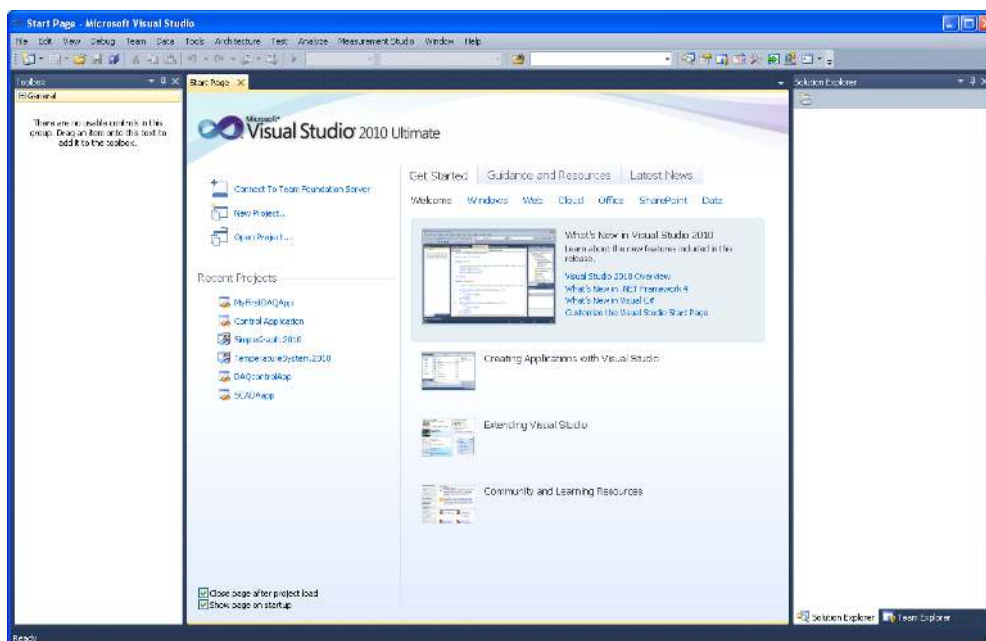 Start Page - Microsoft Visual Studio
File Edit View Debug Team Data Tools Architecture Test Analyze Measurement Studio Window Help
Toolbox
General
There are no usable controls in this
group. Drag an item onto this text to
add it to the toolbox.
Start Page
Microsoft
Visual Studio 2010 Ultimate
Connect To Team Foundation Server
New Project...
Open Project...
Recent Projects
MyFirstDAQApp
Control Application
SimpleGraph.2010
TemperatureSystem.2010
DAQcontrolApp
SCADAapp
Close page after project load
Show page on startup
Get Started Guidance and Resources Latest News
Welcome Windows Web Cloud Office SharePoint Data
What's New in Visual Studio 2010
Learn about the new features included in this
release.
Visual Studio 2010 Overview
What's New in .NET Framework 4
What's New in Visual C#
Customize the Visual Studio Start Page
Creating Applications with Visual Studio
Extending Visual Studio
Community and Learning Resources
Solution Explorer
Solution Explorer Team Explorer
Ready